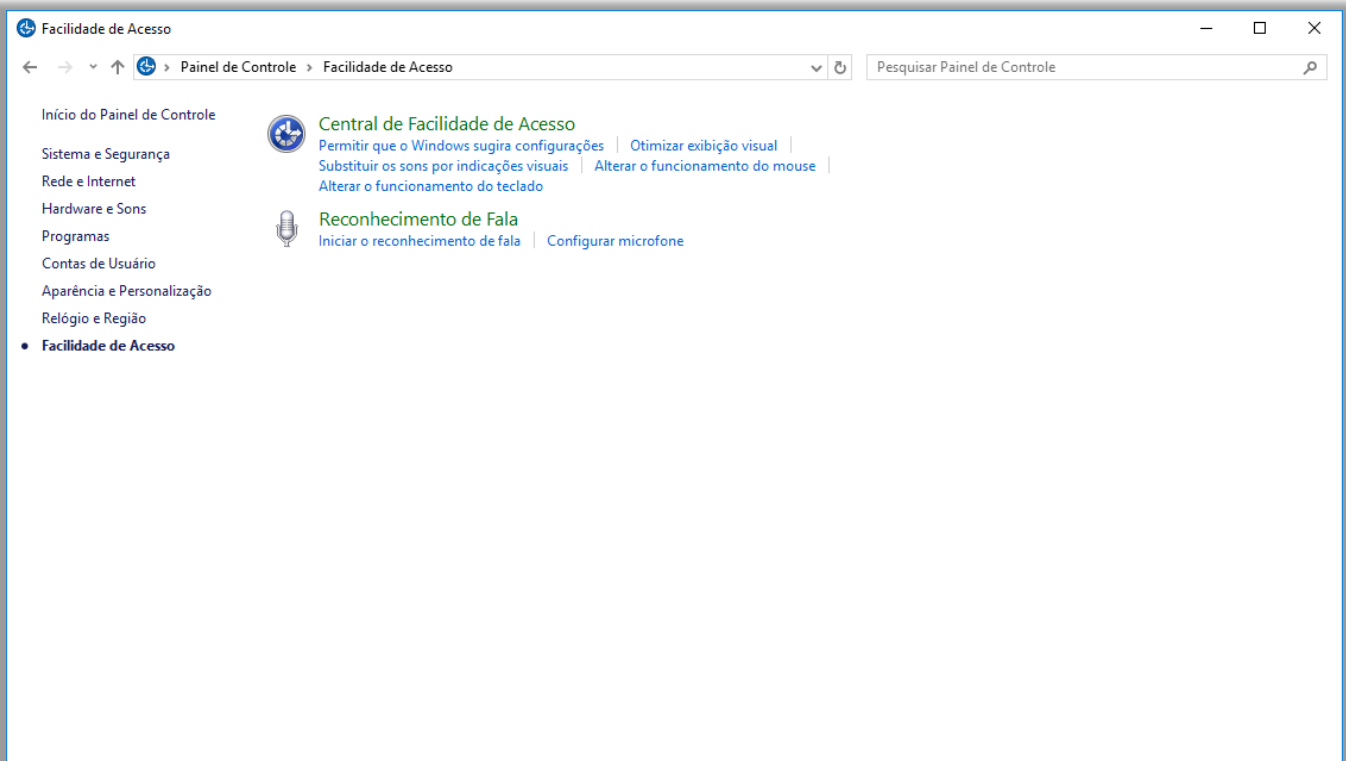 Facilidade de Acesso
Painel de Controle > Facilidade de Acesso
Pesquisar Painel de Controle
Início do Painel de Controle
Sistema e Segurança
Rede e Internet
Hardware e Sons
Programas
Contas de Usuário
Aparência e Personalização
Relógio e Região
Facilidade de Acesso
Central de Facilidade de Acesso
Permitir que o Windows sugira configurações | Otimizar exibição visual |
Substituir os sons por indicações visuais | Alterar o funcionamento do mouse |
Alterar o funcionamento do teclado
Reconhecimento de Fala
Iniciar o reconhecimento de fala | Configurar microfone